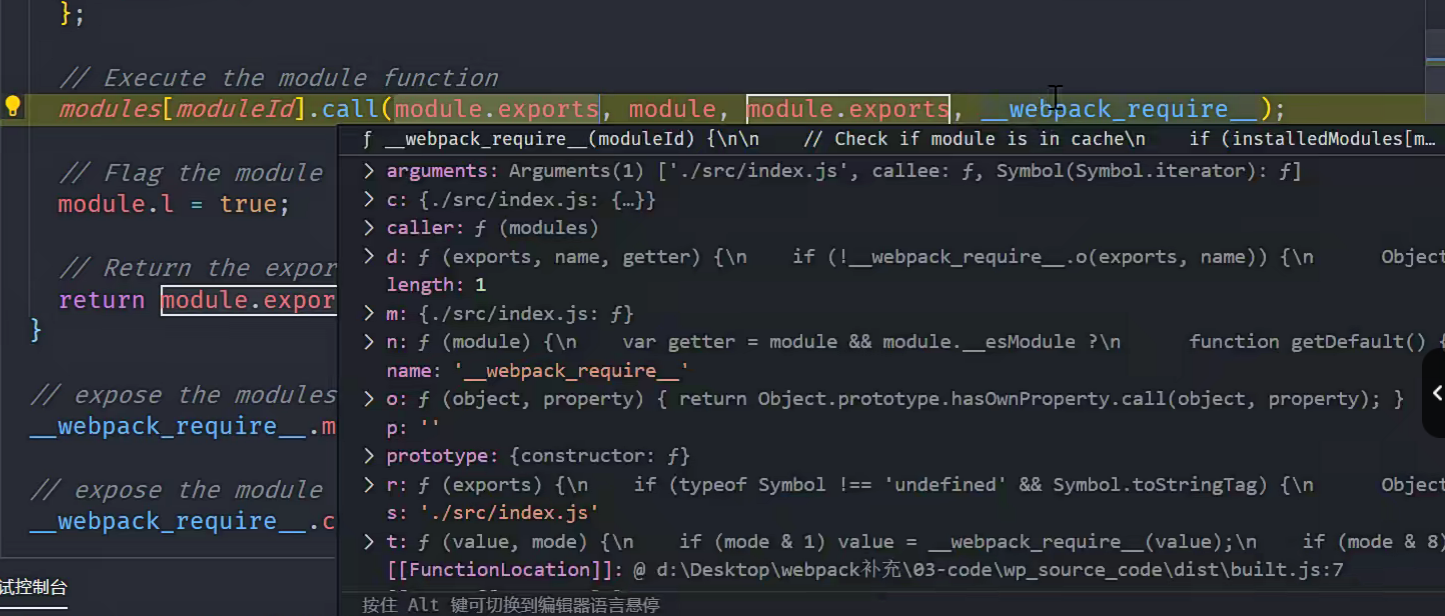 };
// Execute the module function
modules[moduleId].call(module.exports, module, module.exports, __webpack_require__);
ƒ __webpack_require__(moduleId) {\n\n    // Check if module is in cache\n    if (installedModules[m…
> arguments: Arguments(1) ['./src/index.js', callee: ƒ, Symbol(Symbol.iterator): ƒ]
// Flag the module
> c: {./src/index.js: {…}}
module.l = true;
> caller: ƒ (modules)
> d: ƒ (exports, name, getter) {\n    if (!__webpack_require__.o(exports, name)) {\n    Object
// Return the expor
length: 1
return module.expor
> m: {./src/index.js: ƒ}
}
> n: ƒ (module) {\n    var getter = module && module.__esModule ?\n    function getDefault() {
name: '__webpack_require__'
// expose the modules
> o: ƒ (object, property) { return Object.prototype.hasOwnProperty.call(object, property); }
__webpack_require__.m
p: ''
> prototype: {constructor: ƒ}
// expose the module
> r: ƒ (exports) {\n    if (typeof Symbol !== 'undefined' && Symbol.toStringTag) {\n    Object
s: './src/index.js'
__webpack_require__.c
> t: ƒ (value, mode) {\n    if (mode & 1) value = __webpack_require__(value);\n    if (mode & 8)
[[FunctionLocation]]: @ d:\Desktop\webpack补充\03-code\wp_source_code\dist\built.js:7
试控制台
按住 Alt 键可切换到编辑器语言悬停